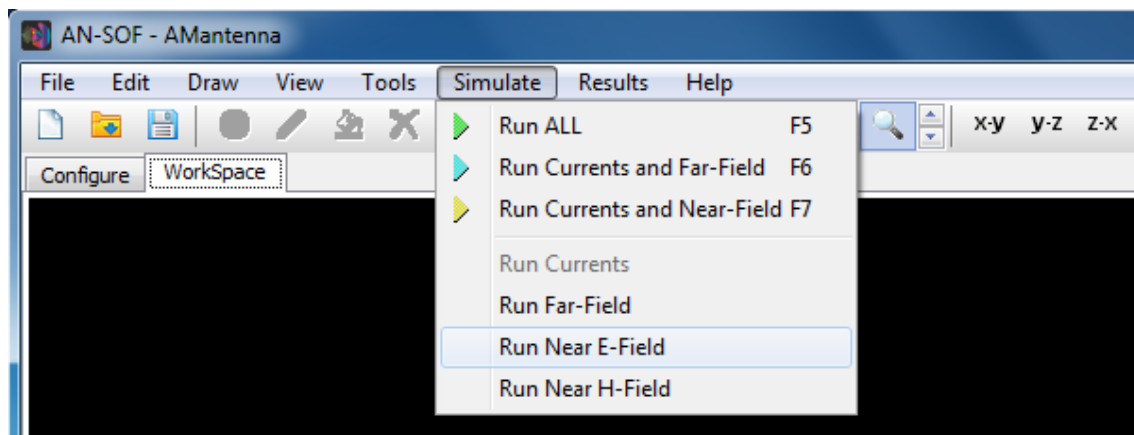 AN-SOF - AMantenna
File Edit Draw View Tools Simulate Results Help
x-y y-z z-x
Configure WorkSpace
Run ALL F5
Run Currents and Far-Field F6
Run Currents and Near-Field F7
Run Currents
Run Far-Field
Run Near E-Field
Run Near H-Field